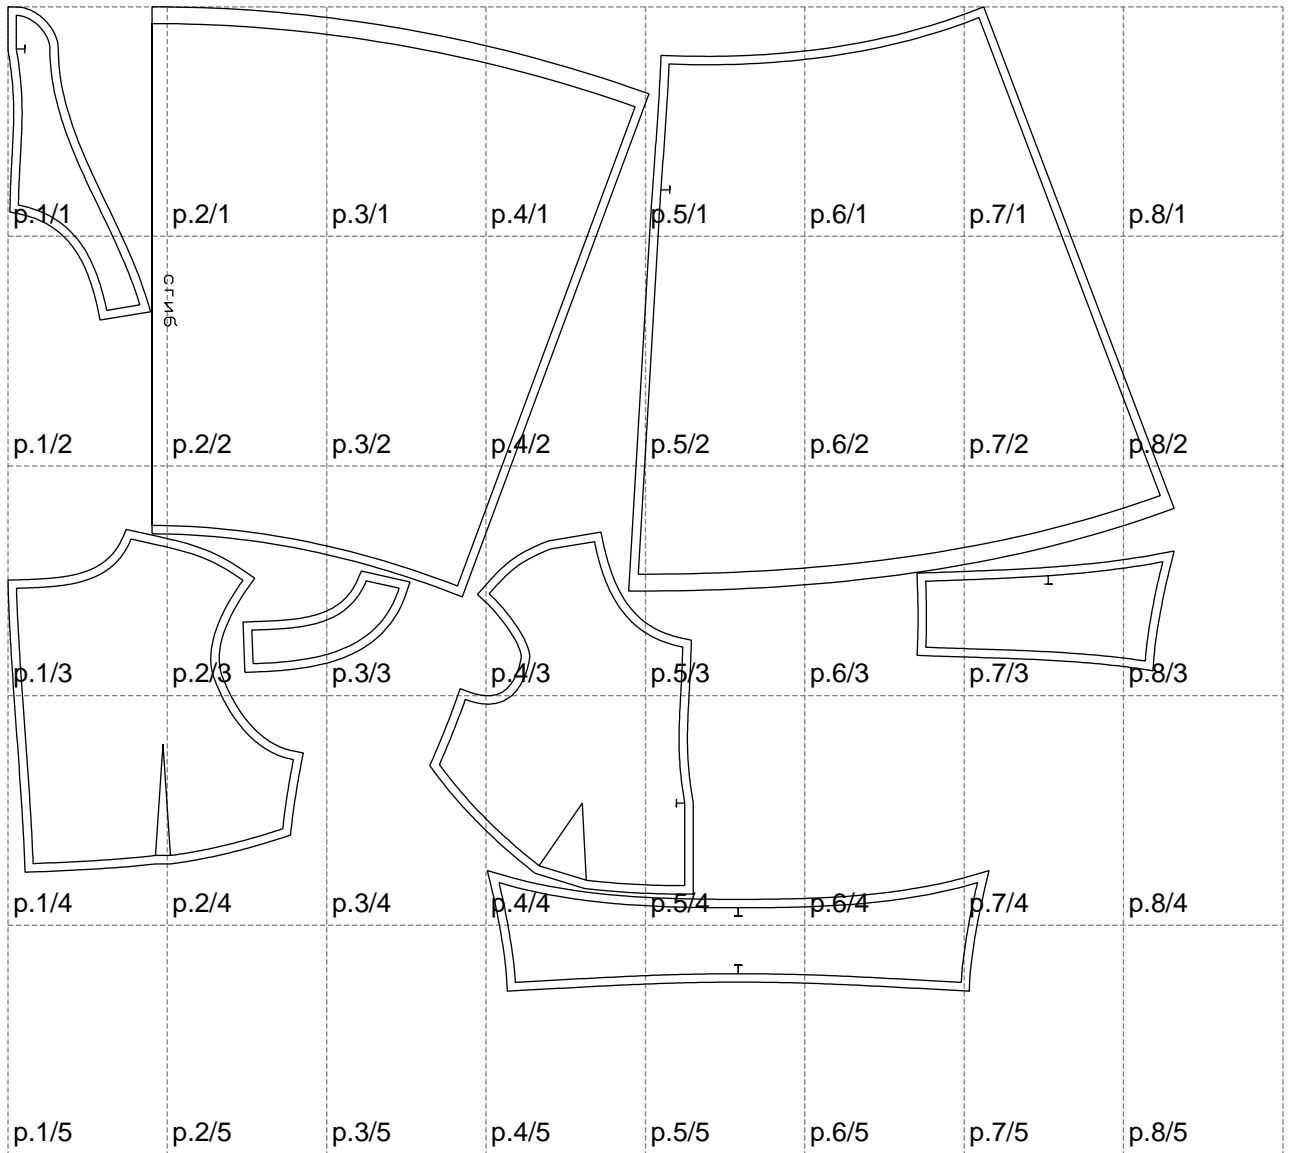 p.1/1 p.2/1 p.3/1 p.4/1 p.5/1 p.6/1 p.7/1 p.8/1
сгиб
p.1/2 p.2/2 p.3/2 p.4/2 p.5/2 p.6/2 p.7/2 p.8/2
p.1/3 p.2/3 p.3/3 p.4/3 p.5/3 p.6/3 p.7/3 p.8/3
p.1/4 p.2/4 p.3/4 p.4/4 p.5/4 p.6/4 p.7/4 p.8/4
p.1/5 p.2/5 p.3/5 p.4/5 p.5/5 p.6/5 p.7/5 p.8/5